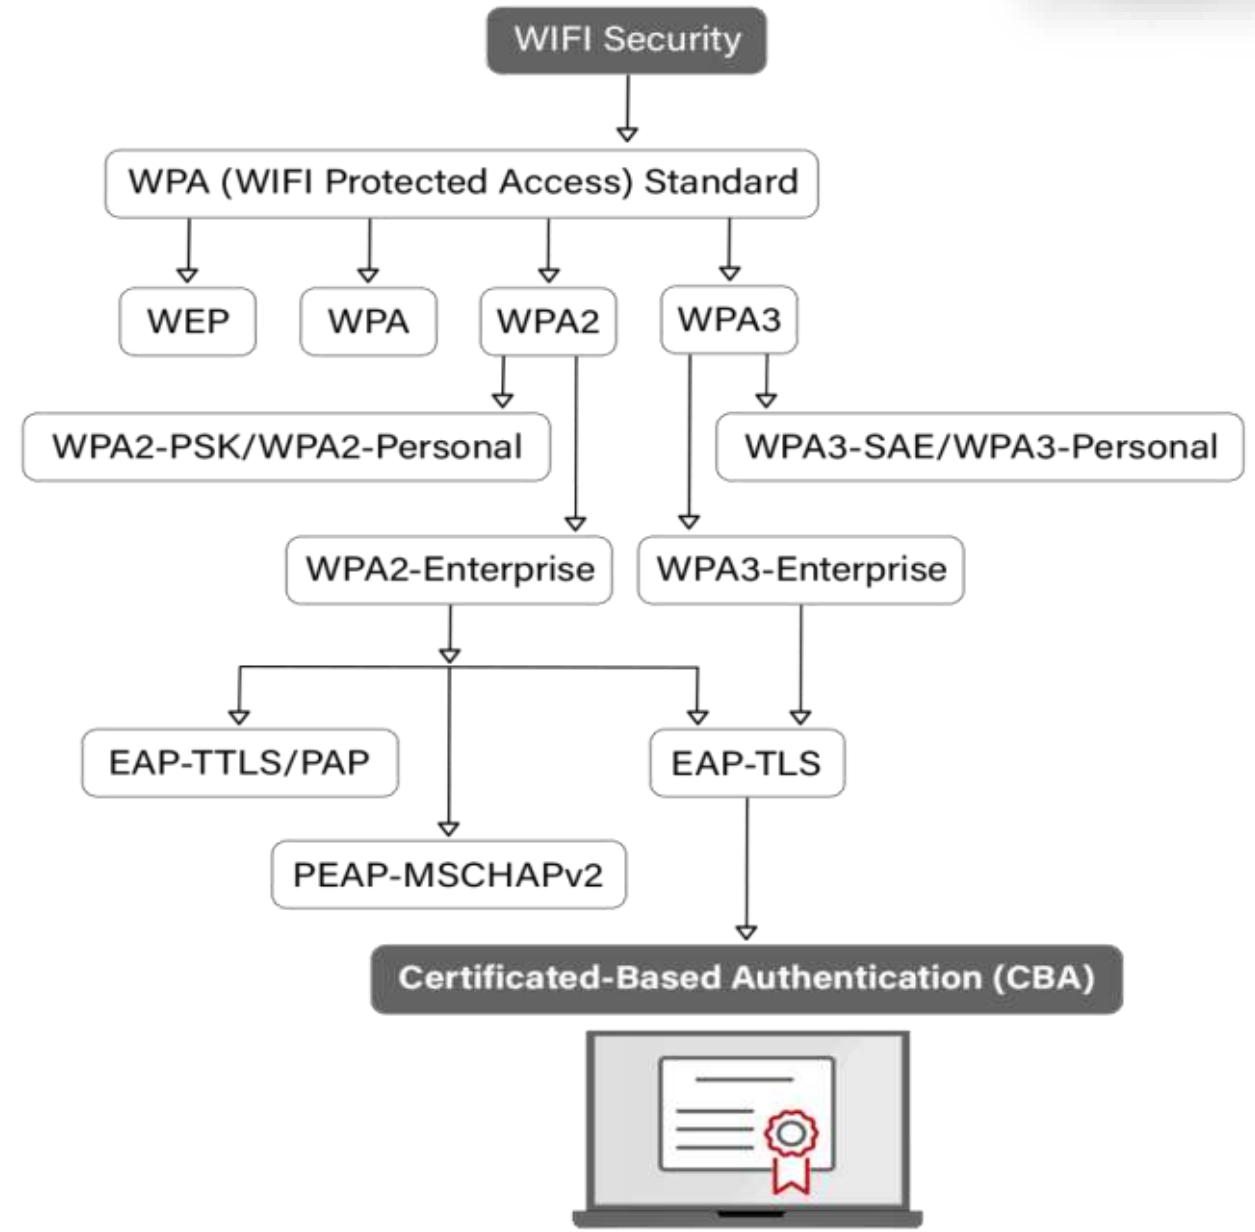 WIFI Security
WPA (WIFI Protected Access) Standard
WEP
WPA
WPA2
WPA3
WPA2-PSK/WPA2-Personal
WPA3-SAE/WPA3-Personal
WPA2-Enterprise
WPA3-Enterprise
EAP-TTLS/PAP
EAP-TLS
PEAP-MSCHAPv2
Certificated-Based Authentication (CBA)